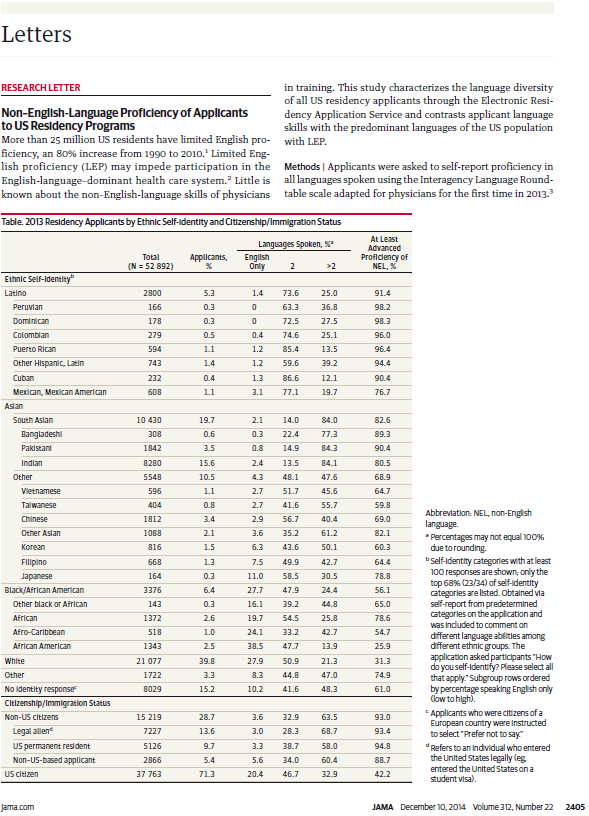 Letters
RESEARCH LETTER
Non–English-Language Proficiency of Applicants
to US Residency Programs
More than 25 million US residents have limited English pro-
ficiency, an 80% increase from 1990 to 2010.¹ Limited Eng-
lish proficiency (LEP) may impede participation in the
English-language–dominant health care system.² Little is
known about the non-English-language skills of physicians
in training. This study characterizes the language diversity
of all US residency applicants through the Electronic Resi-
dency Application Service and contrasts applicant language
skills with the predominant languages of the US population
with LEP.
Methods | Applicants were asked to self-report proficiency in
all languages spoken using the Interagency Language Round-
table scale adapted for physicians for the first time in 2013.³
Table. 2013 Residency Applicants by Ethnic Self-identity and Citizenship/Immigration Status
Total
(N = 52 892)
Applicants,
%
Languages Spoken, %ᵃ
English
Only
2
>2
At Least
Advanced
Proficiency of
NEL, %
Ethnic Self-identityᵇ
Latino 2800 5.3 1.4 73.6 25.0 91.4
Peruvian 166 0.3 0 63.3 36.8 98.2
Dominican 178 0.3 0 72.5 27.5 98.3
Colombian 279 0.5 0.4 74.6 25.1 96.0
Puerto Rican 594 1.1 1.2 85.4 13.5 96.4
Other Hispanic, Latin 743 1.4 1.2 59.6 39.2 94.4
Cuban 232 0.4 1.3 86.6 12.1 90.4
Mexican, Mexican American 608 1.1 3.1 77.1 19.7 76.7
Asian
South Asian 10 430 19.7 2.1 14.0 84.0 82.6
Bangladeshi 308 0.6 0.3 22.4 77.3 89.3
Pakistani 1842 3.5 0.8 14.9 84.3 90.4
Indian 8280 15.6 2.4 13.5 84.1 80.5
Other 5548 10.5 4.3 48.1 47.6 68.9
Vietnamese 596 1.1 2.7 51.7 45.6 64.7
Taiwanese 404 0.8 2.7 41.6 55.7 59.8
Chinese 1812 3.4 2.9 56.7 40.4 69.0
Other Asian 1088 2.1 3.6 35.2 61.2 82.1
Korean 816 1.5 6.3 43.6 50.1 60.3
Filipino 668 1.3 7.5 49.9 42.7 64.4
Japanese 164 0.3 11.0 58.5 30.5 78.8
Black/African American 3376 6.4 27.7 47.9 24.4 56.1
Other black or African 143 0.3 16.1 39.2 44.8 65.0
African 1372 2.6 19.7 54.5 25.8 78.6
Afro-Caribbean 518 1.0 24.1 33.2 42.7 54.7
African American 1343 2.5 38.5 47.7 13.9 25.9
White 21 077 39.8 27.9 50.9 21.3 31.3
Other 1722 3.3 8.3 44.8 47.0 74.9
No identity responseᶜ 8029 15.2 10.2 41.6 48.3 61.0
Citizenship/Immigration Status
Non-US citizens 15 219 28.7 3.6 32.9 63.5 93.0
Legal alienᵈ 7227 13.6 3.0 28.3 68.7 93.4
US permanent resident 5126 9.7 3.3 38.7 58.0 94.8
Non-US-based applicant 2866 5.4 5.6 34.0 60.4 88.7
US citizen 37 763 71.3 20.4 46.7 32.9 42.2
Abbreviation: NEL, non-English
language.
ᵃ Percentages may not equal 100%
due to rounding.
ᵇ Self-identity categories with at least
100 responses are shown; only the
top 68% (23/34) of self-identity
categories are listed. Obtained via
self-report from predetermined
categories on the application and
was included to comment on
different language abilities among
different ethnic groups. The
application asked participants "How
do you self-identify? Please select all
that apply." Subgroup rows ordered
by percentage speaking English only
(low to high).
ᶜ Applicants who were citizens of a
European country were instructed
to select "Prefer not to say."
ᵈ Refers to an individual who entered
the United States legally (eg,
entered the United States on a
student visa).
jama.com
JAMA December 10, 2014 Volume 312, Number 22 2405